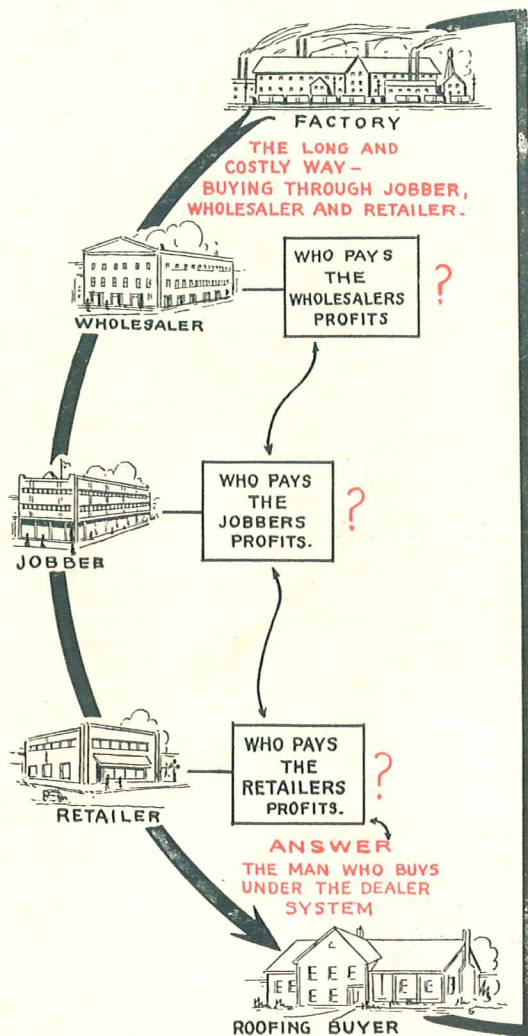 FACTORY
THE LONG AND
COSTLY WAY-
BUYING THROUGH JOBBER,
WHOLESALER AND RETAILER.
WHOLESALER
WHO PAYS
THE
WHOLESALERS
PROFITS
?
JOBBER
WHO PAYS
THE
JOBBERS
PROFITS.
?
RETAILER
WHO PAYS
THE
RETAILERS
PROFITS.
?
ANSWER
THE MAN WHO BUYS
UNDER THE DEALER
SYSTEM
ROOFING BUYER